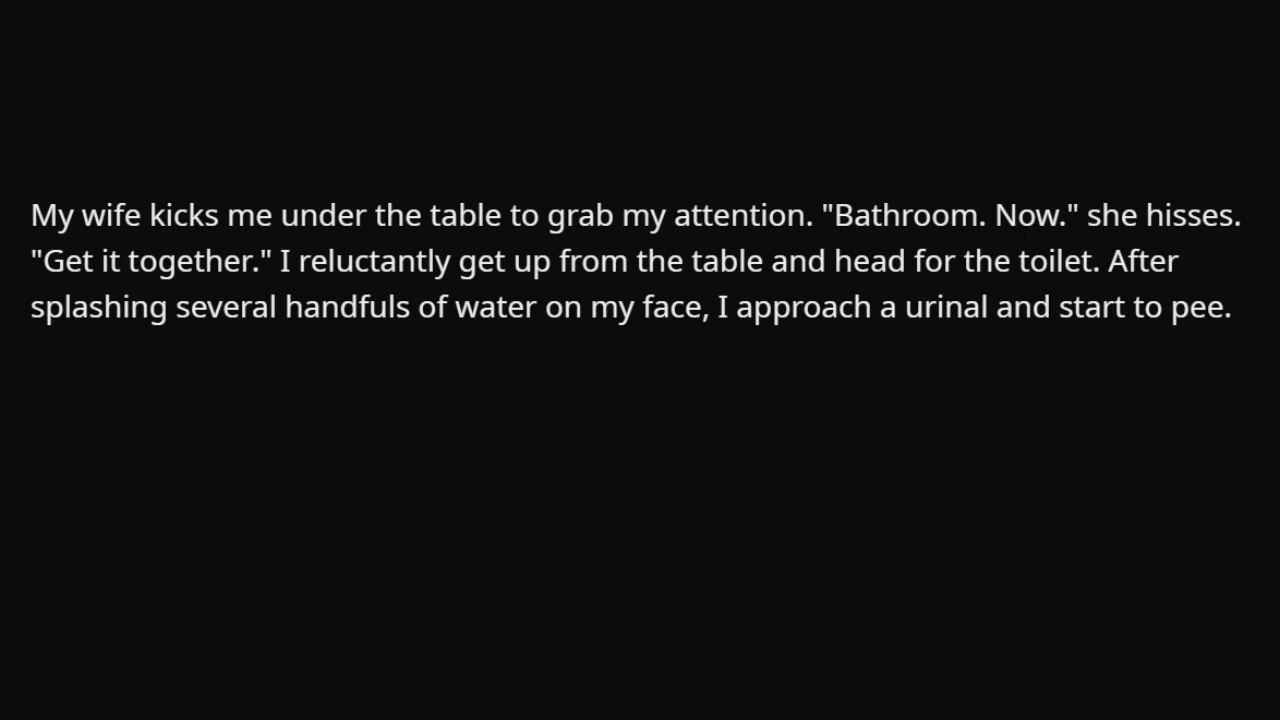 My wife kicks me under the table to grab my attention. "Bathroom. Now." she hisses.
"Get it together." I reluctantly get up from the table and head for the toilet. After
splashing several handfuls of water on my face, I approach a urinal and start to pee.